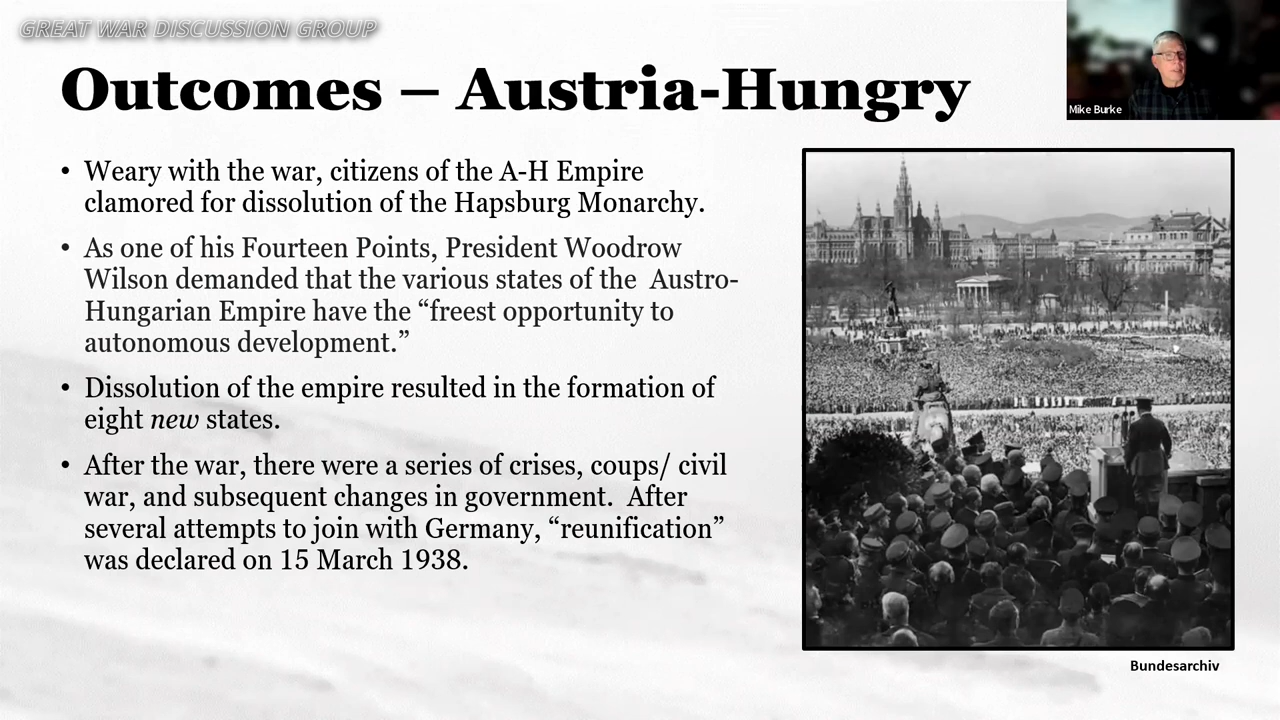 GREAT WAR DISCUSSION GROUP
Outcomes – Austria-Hungry
Mike Burke
• Weary with the war, citizens of the A-H Empire
clamored for dissolution of the Hapsburg Monarchy.
• As one of his Fourteen Points, President Woodrow
Wilson demanded that the various states of the  Austro-
Hungarian Empire have the “freest opportunity to
autonomous development.”
• Dissolution of the empire resulted in the formation of
eight new states.
• After the war, there were a series of crises, coups/ civil
war, and subsequent changes in government.  After
several attempts to join with Germany, “reunification”
was declared on 15 March 1938.
Bundesarchiv